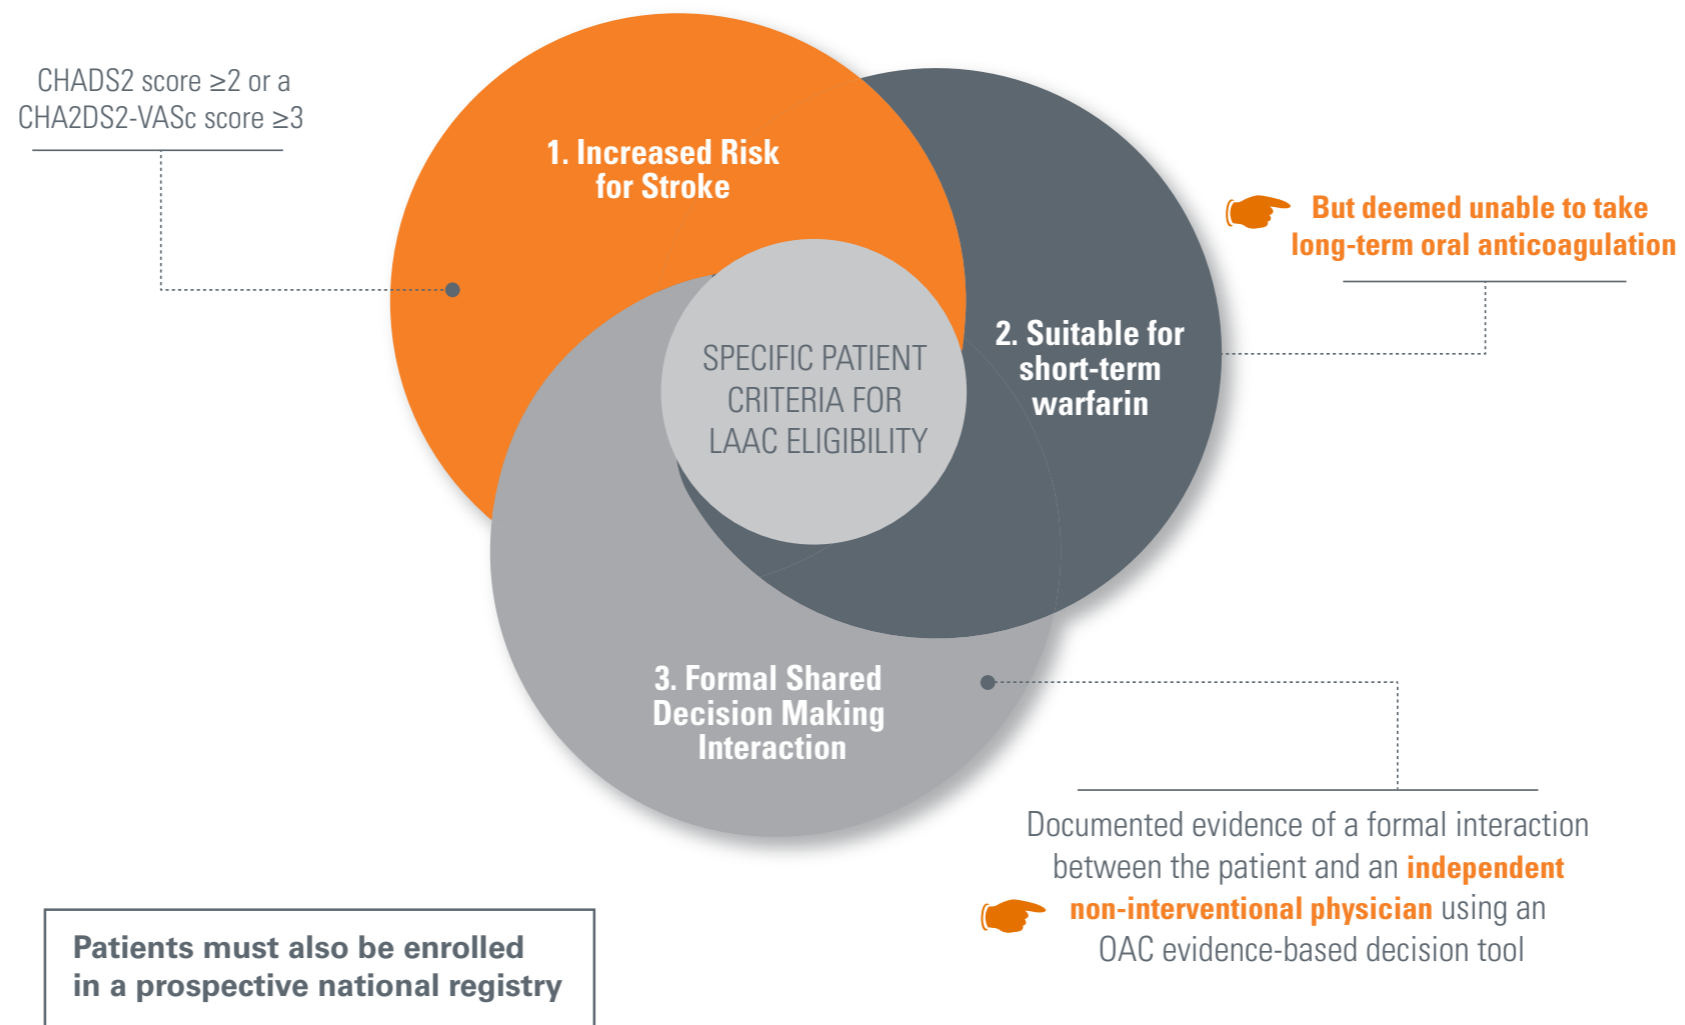 CHADS2 score ≥2 or a
CHA2DS2-VASc score ≥3
1. Increased Risk
for Stroke
But deemed unable to take
long-term oral anticoagulation
2. Suitable for
short-term
warfarin
SPECIFIC PATIENT
CRITERIA FOR
LAAC ELIGIBILITY
3. Formal Shared
Decision Making
Interaction
Documented evidence of a formal interaction
between the patient and an independent
non-interventional physician using an
OAC evidence-based decision tool
Patients must also be enrolled
in a prospective national registry